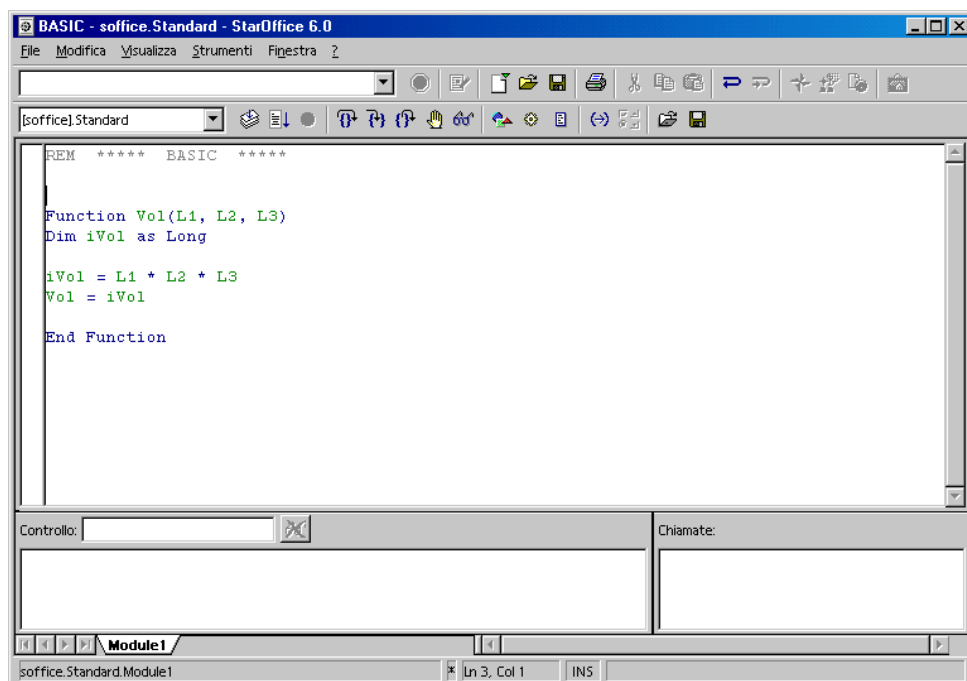 BASIC - soffice.Standard - StarOffice 6.0
File Modifica Visualizza Strumenti Finestra ?
[soffice].Standard
REM ***** BASIC *****
Function Vol(L1, L2, L3)
Dim iVol as Long
iVol = L1 * L2 * L3
Vol = iVol
End Function
Controllo:
Chiamate:
Module1
soffice.Standard.Module1 * Ln 3, Col 1 INS